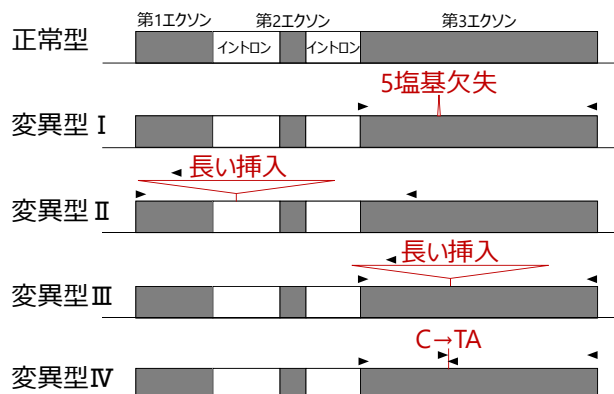 第1エクソン 第2エクソン 第3エクソン
正常型 イントロン イントロン
5塩基欠失
変異型Ⅰ
長い挿入
変異型Ⅱ
長い挿入
変異型Ⅲ
C→TA
変異型Ⅳ